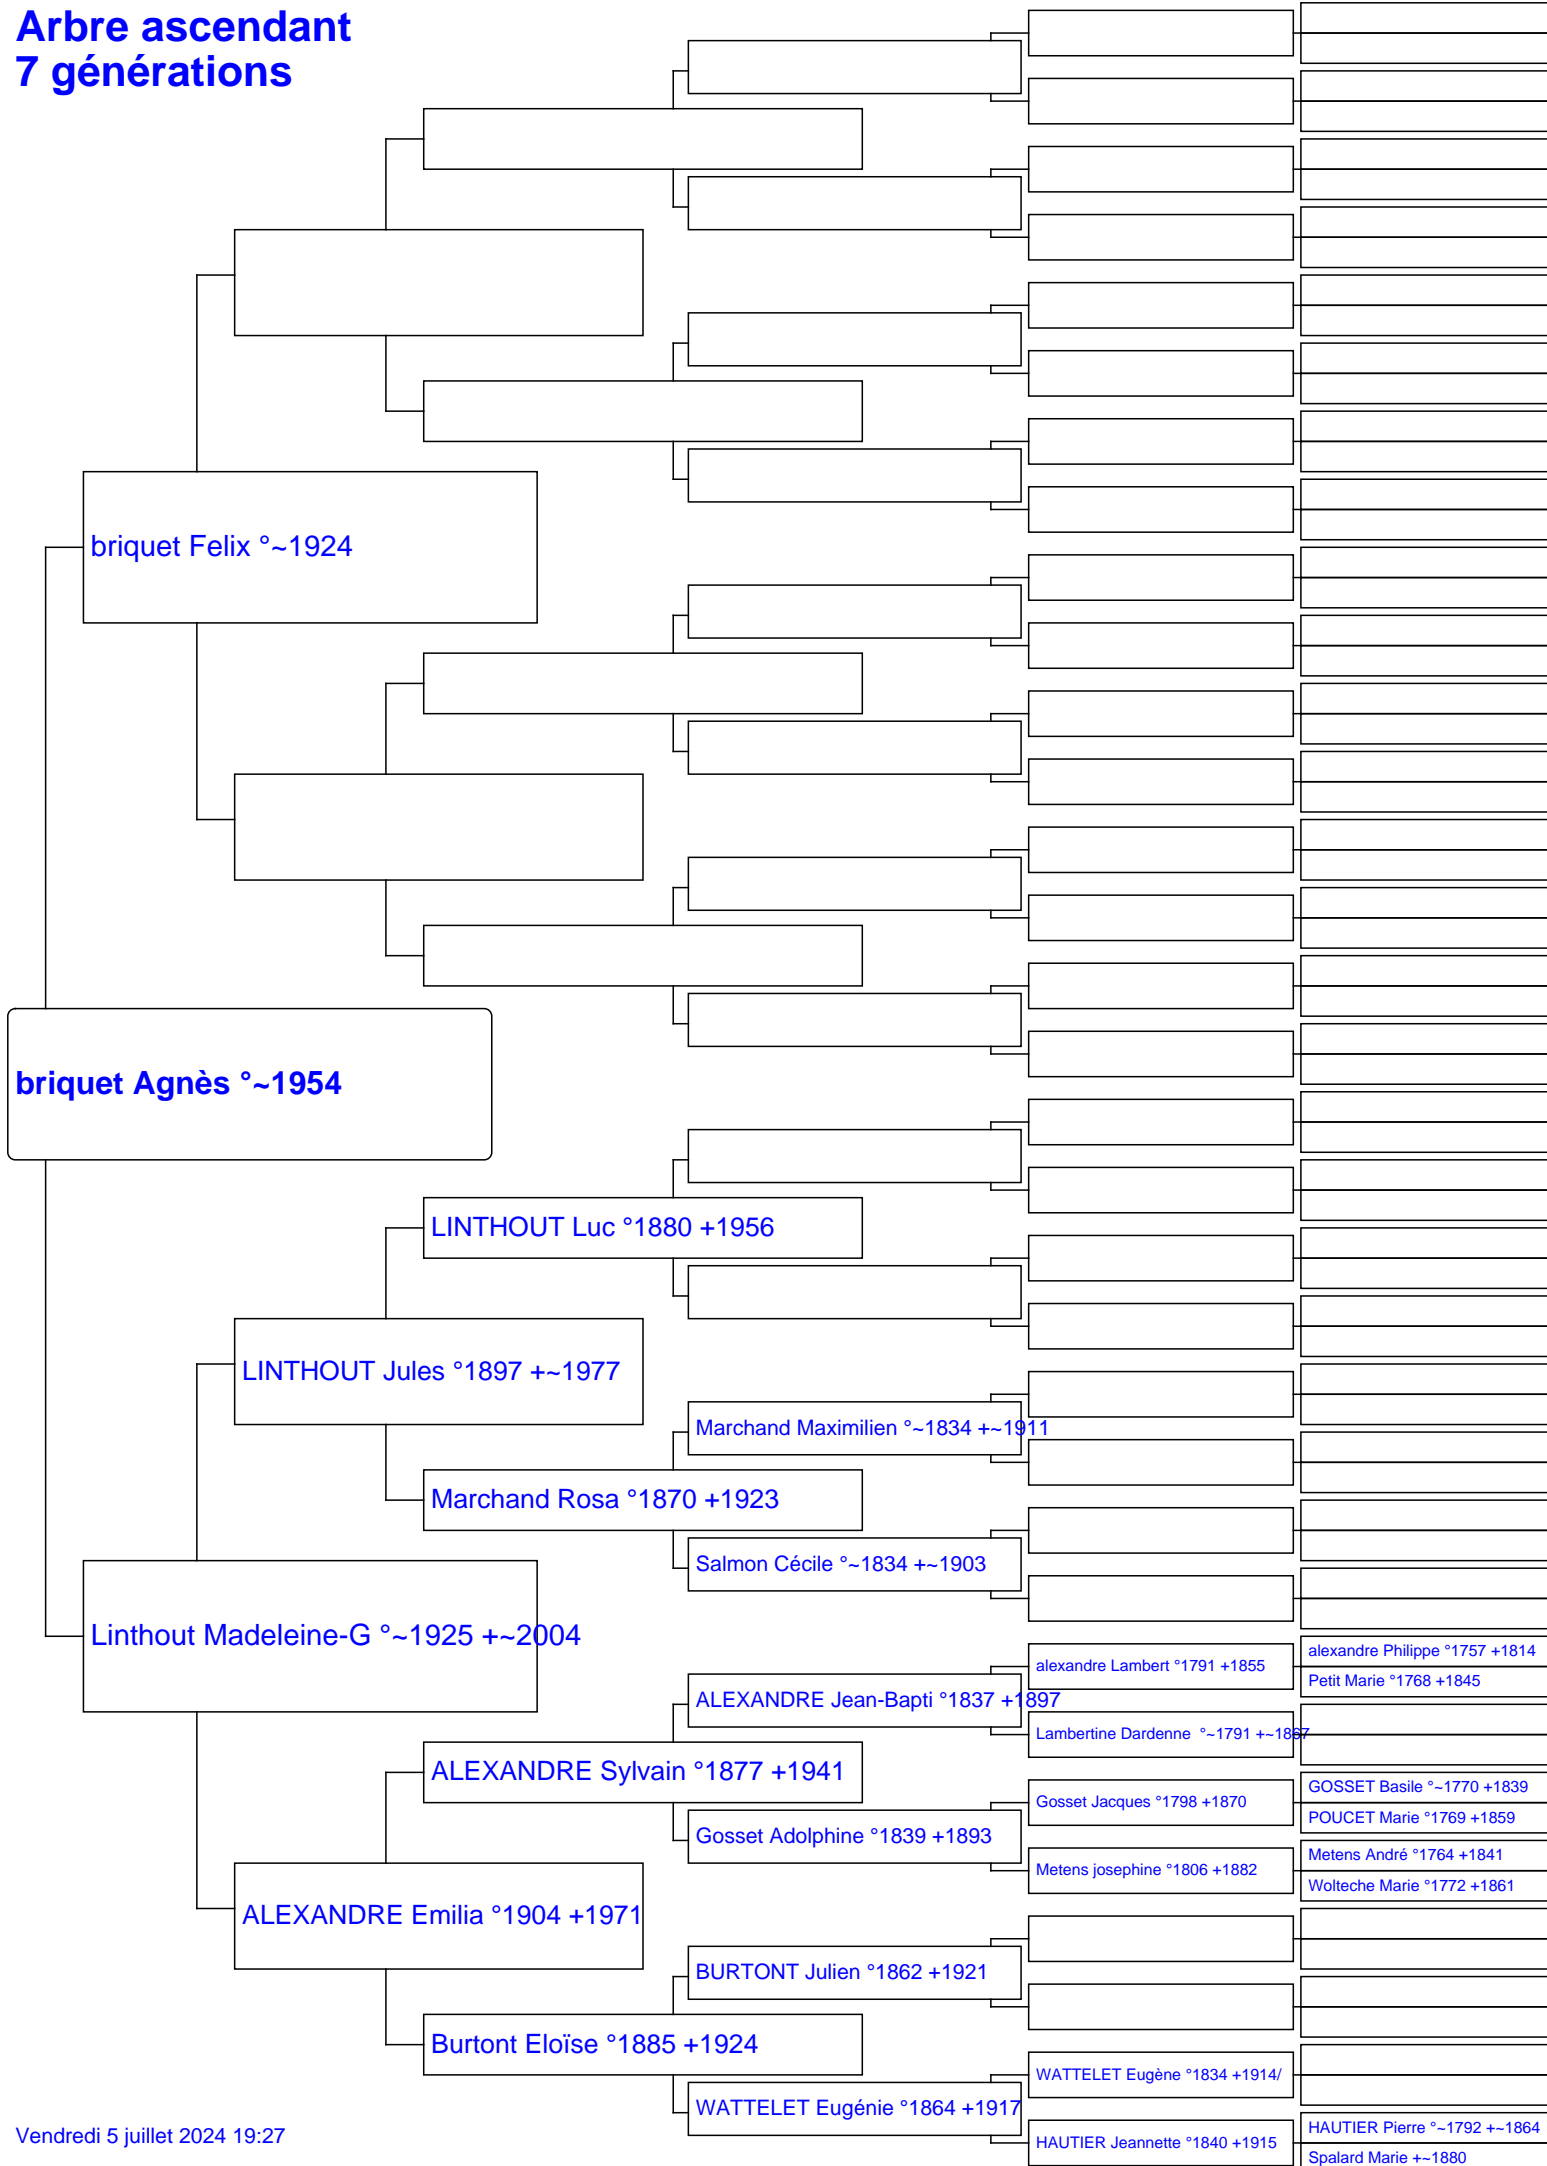 Arbre ascendant
7 générations
briquet Felix °~1924
briquet Agnès °~1954
LINTHOUT Luc °1880 +1956
LINTHOUT Jules °1897 +~1977
Marchand Maximilien °~1834 +~1911
Marchand Rosa °1870 +1923
Salmon Cécile °~1834 +~1903
Linthout Madeleine-G °~1925 +~2004
alexandre Philippe °1757 +1814
alexandre Lambert °1791 +1855
Petit Marie °1768 +1845
ALEXANDRE Jean-Bapti °1837 +1897
Lambertine Dardenne  °~1791 +~1867
ALEXANDRE Sylvain °1877 +1941
GOSSET Basile °~1770 +1839
Gosset Jacques °1798 +1870
POUCET Marie °1769 +1859
Gosset Adolphine °1839 +1893
Metens André °1764 +1841
Metens josephine °1806 +1882
Wolteche Marie °1772 +1861
ALEXANDRE Emilia °1904 +1971
BURTONT Julien °1862 +1921
Burtont Eloïse °1885 +1924
WATTELET Eugène °1834 +1914/
WATTELET Eugénie °1864 +1917
HAUTIER Pierre °~1792 +~1864
HAUTIER Jeannette °1840 +1915
Spalard Marie +~1880
Vendredi 5 juillet 2024 19:27